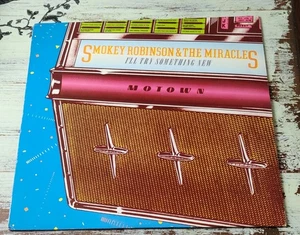 SMOKEY ROBINSON & THE MIRACLES
I'LL TRY SOMETHING NEW
MOTOWN